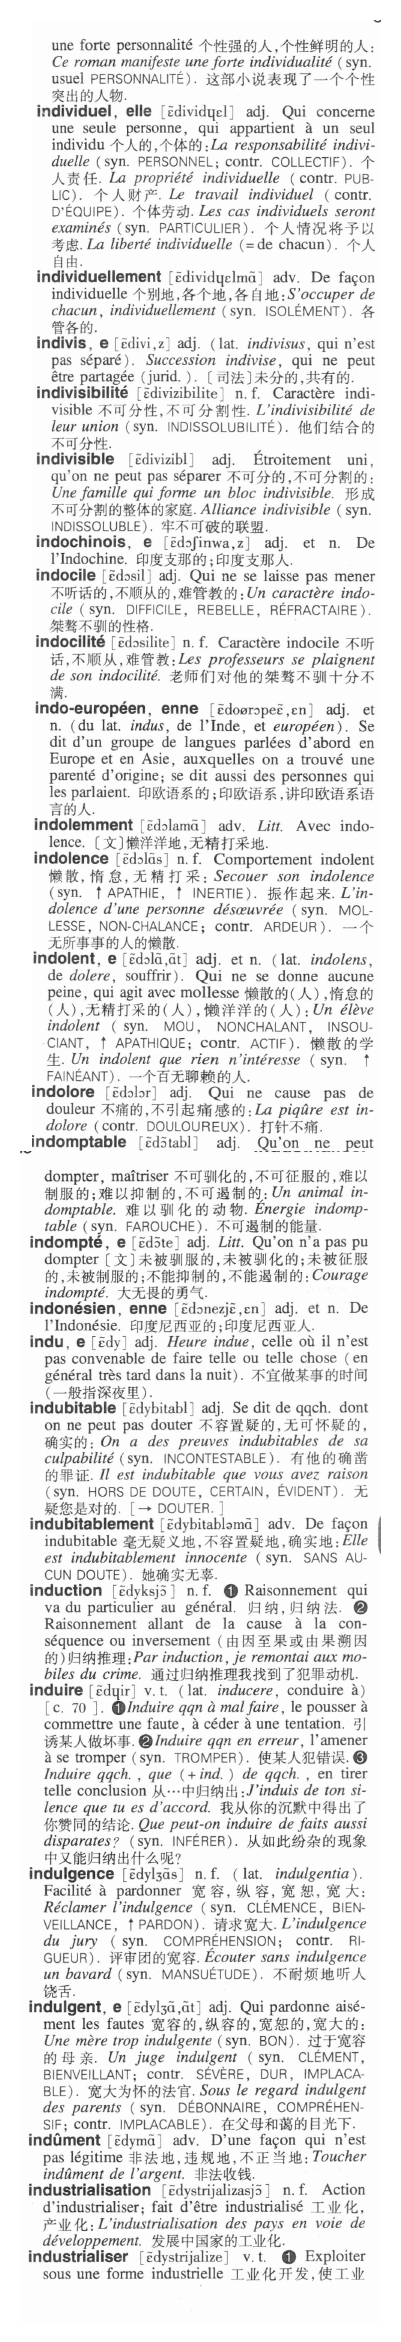 une forte personnalité 个性强的人,个性鲜明的人:
Ce roman manifeste une forte individualité (syn.
usuel PERSONNALITÉ). 这部小说表现了一个个性
突出的人物.
individuel, elle [ɛ̃dividɥɛl] adj. Qui concerne
une seule personne, qui appartient à un seul
individu 个人的,个体的:La responsabilité indivi-
duelle (syn. PERSONNEL; contr. COLLECTIF). 个
人责任. La propriété individuelle (contr. PUB-
LIC). 个人财产. Le travail individuel (contr.
D'ÉQUIPE). 个体劳动. Les cas individuels seront
examinés (syn. PARTICULIER). 个人情况将予以
考虑. La liberté individuelle (= de chacun). 个人
自由.
individuellement [ɛ̃dividɥɛlmɑ̃] adv. De façon
individuelle 个别地,各个地,各自地:S'occuper de
chacun, individuellement (syn. ISOLÉMENT). 各
管各的.
indivis, e [ɛ̃divi,z] adj. (lat. indivisus, qui n'est
pas séparé). Succession indivise, qui ne peut
être partagée (jurid.). [司法]未分的,共有的.
indivisibilité [ɛ̃divizibilite] n.f. Caractère indi-
visible 不可分性,不可分割性. L'indivisibilité de
leur union (syn. INDISSOLUBILITÉ). 他们结合的
不可分性.
indivisible [ɛ̃divizibl] adj. Étroitement uni,
qu'on ne peut pas séparer 不可分的,不可分割的:
Une famille qui forme un bloc indivisible. 形成
不可分割的整体的家庭. Alliance indivisible (syn.
INDISSOLUBLE). 牢不可破的联盟.
indochinois, e [ɛ̃dɔʃinwa,z] adj. et n. De
l'Indochine. 印度支那的;印度支那人.
indocile [ɛ̃dɔsil] adj. Qui ne se laisse pas mener
不听话的,不顺从的,难管教的:Un caractère indo-
cile (syn. DIFFICILE, REBELLE, RÉFRACTAIRE).
桀骜不驯的性格.
indocilité [ɛ̃dɔsilite] n.f. Caractère indocile 不听
话,不顺从,难管教:Les professeurs se plaignent
de son indocilité. 老师们对他的桀骜不驯十分不
满.
indo-européen, enne [ɛ̃doørɔpeɛ̃,ɛn] adj. et
n. (du lat. indus, de l'Inde, et européen). Se
dit d'un groupe de langues parlées d'abord en
Europe et en Asie, auxquelles on a trouvé une
parenté d'origine; se dit aussi des personnes qui
les parlaient. 印欧语系的;印欧语系,讲印欧语系语
言的人.
indolemment [ɛ̃dɔlamɑ̃] adv. Litt. Avec indo-
lence. [文]懒洋洋地,无精打采地.
indolence [ɛ̃dɔlɑ̃s] n.f. Comportement indolent
懒散,惰怠,无精打采: Secouer son indolence
(syn. ↑ APATHIE, ↑ INERTIE). 振作起来. L'in-
dolence d'une personne désœuvrée (syn. MOL-
LESSE, NON-CHALANCE; contr. ARDEUR). 一个
无所事事的人的懒散.
indolent, e [ɛ̃dɔlɑ̃,ɑ̃t] adj. et n. (lat. indolens,
de dolere, souffrir). Qui ne se donne aucune
peine, qui agit avec mollesse 懒散的(人),惰怠的
(人),无精打采的(人),懒洋洋的(人):Un élève
indolent (syn. MOU, NONCHALANT, INSOU-
CIANT, ↑ APATHIQUE; contr. ACTIF). 懒散的学
生. Un indolent que rien n'intéresse (syn. ↑
FAINÉANT). 一个百无聊赖的人.
indolore [ɛ̃dɔlɔr] adj. Qui ne cause pas de
douleur 不痛的,不引起痛感的:La piqûre est in-
dolore (contr. DOULOUREUX). 打针不痛.
indomptable [ɛ̃dɔ̃tabl] adj. Qu'on ne peut
dompter, maîtriser 不可驯化的,不可征服的,难以
制服的;难以抑制的,不可遏制的:Un animal in-
domptable. 难以驯化的动物. Énergie indomp-
table (syn. FAROUCHE). 不可遏制的能量.
indompté, e [ɛ̃dɔ̃te] adj. Litt. Qu'on n'a pas pu
dompter [文]未被驯服的,未被驯化的;未被征服
的,未被制服的;不能抑制的,不能遏制的:Courage
indompté. 大无畏的勇气.
indonésien, enne [ɛ̃dɔnezjɛ̃,ɛn] adj. et n. De
l'Indonésie. 印度尼西亚的;印度尼西亚人.
indu, e [ɛ̃dy] adj. Heure indue, celle où il n'est
pas convenable de faire telle ou telle chose (en
général très tard dans la nuit). 不宜做某事的时间
(一般指深夜里).
indubitable [ɛ̃dybitabl] adj. Se dit de qqch. dont
on ne peut pas douter 不容置疑的,无可怀疑的,
确实的: On a des preuves indubitables de sa
culpabilité (syn. INCONTESTABLE). 有他的确凿
的罪证. Il est indubitable que vous avez raison
(syn. HORS DE DOUTE, CERTAIN, ÉVIDENT). 无
疑您是对的. [→ DOUTER.]
indubitablement [ɛ̃dybitabləmɑ̃] adv. De façon
indubitable 毫无疑义地,不容置疑地,确实地:Elle
est indubitablement innocente (syn. SANS AU-
CUN DOUTE). 她确实无辜.
induction [ɛ̃dyksjɔ̃] n.f. ❶ Raisonnement qui
va du particulier au général. 归纳,归纳法. ❷
Raisonnement allant de la cause à la con-
séquence ou inversement (由因至果或由果溯因
的)归纳推理:Par induction, je remontai aux mo-
biles du crime. 通过归纳推理我找到了犯罪动机.
induire [ɛ̃dɥir] v.t. (lat. inducere, conduire à)
[c. 70]. ❶Induire qqn à mal faire, le pousser à
commettre une faute, à céder à une tentation. 引
诱某人做坏事. ❷Induire qqn en erreur, l'amener
à se tromper (syn. TROMPER). 使某人犯错误. ❸
Induire qqch., que (+ ind.) de qqch., en tirer
telle conclusion 从…中归纳出:J'induis de ton si-
lence que tu es d'accord. 我从你的沉默中得出了
你赞同的结论. Que peut-on induire de faits aussi
disparates? (syn. INFÉRER). 从如此纷杂的现象
中又能归纳出什么呢?
indulgence [ɛ̃dylʒɑ̃s] n.f. (lat. indulgentia).
Facilité à pardonner 宽容,纵容,宽恕,宽大:
Réclamer l'indulgence (syn. CLÉMENCE, BIEN-
VEILLANCE, ↑ PARDON). 请求宽大. L'indulgence
du jury (syn. COMPRÉHENSION; contr. RI-
GUEUR). 评审团的宽容. Écouter sans indulgence
un bavard (syn. MANSUÉTUDE). 不耐烦地听人
饶舌.
indulgent, e [ɛ̃dylʒɑ̃,ɑ̃t] adj. Qui pardonne aisé-
ment les fautes 宽容的,纵容的,宽恕的,宽大的:
Une mère trop indulgente (syn. BON). 过于宽容
的母亲. Un juge indulgent (syn. CLÉMENT,
BIENVEILLANT; contr. SÉVÈRE, DUR, IMPLACA-
BLE). 宽大为怀的法官. Sous le regard indulgent
des parents (syn. DÉBONNAIRE, COMPRÉHEN-
SIF; contr. IMPLACABLE). 在父母和蔼的目光下.
indûment [ɛ̃dymɑ̃] adv. D'une façon qui n'est
pas légitime 非法地,违规地,不正当地:Toucher
indûment de l'argent. 非法收钱.
industrialisation [ɛ̃dystrijalizasjɔ̃] n.f. Action
d'industrialiser; fait d'être industrialisé 工业化,
产业化:L'industrialisation des pays en voie de
développement. 发展中国家的工业化.
industrialiser [ɛ̃dystrijalize] v.t. ❶ Exploiter
sous une forme industrielle 工业化开发,使工业